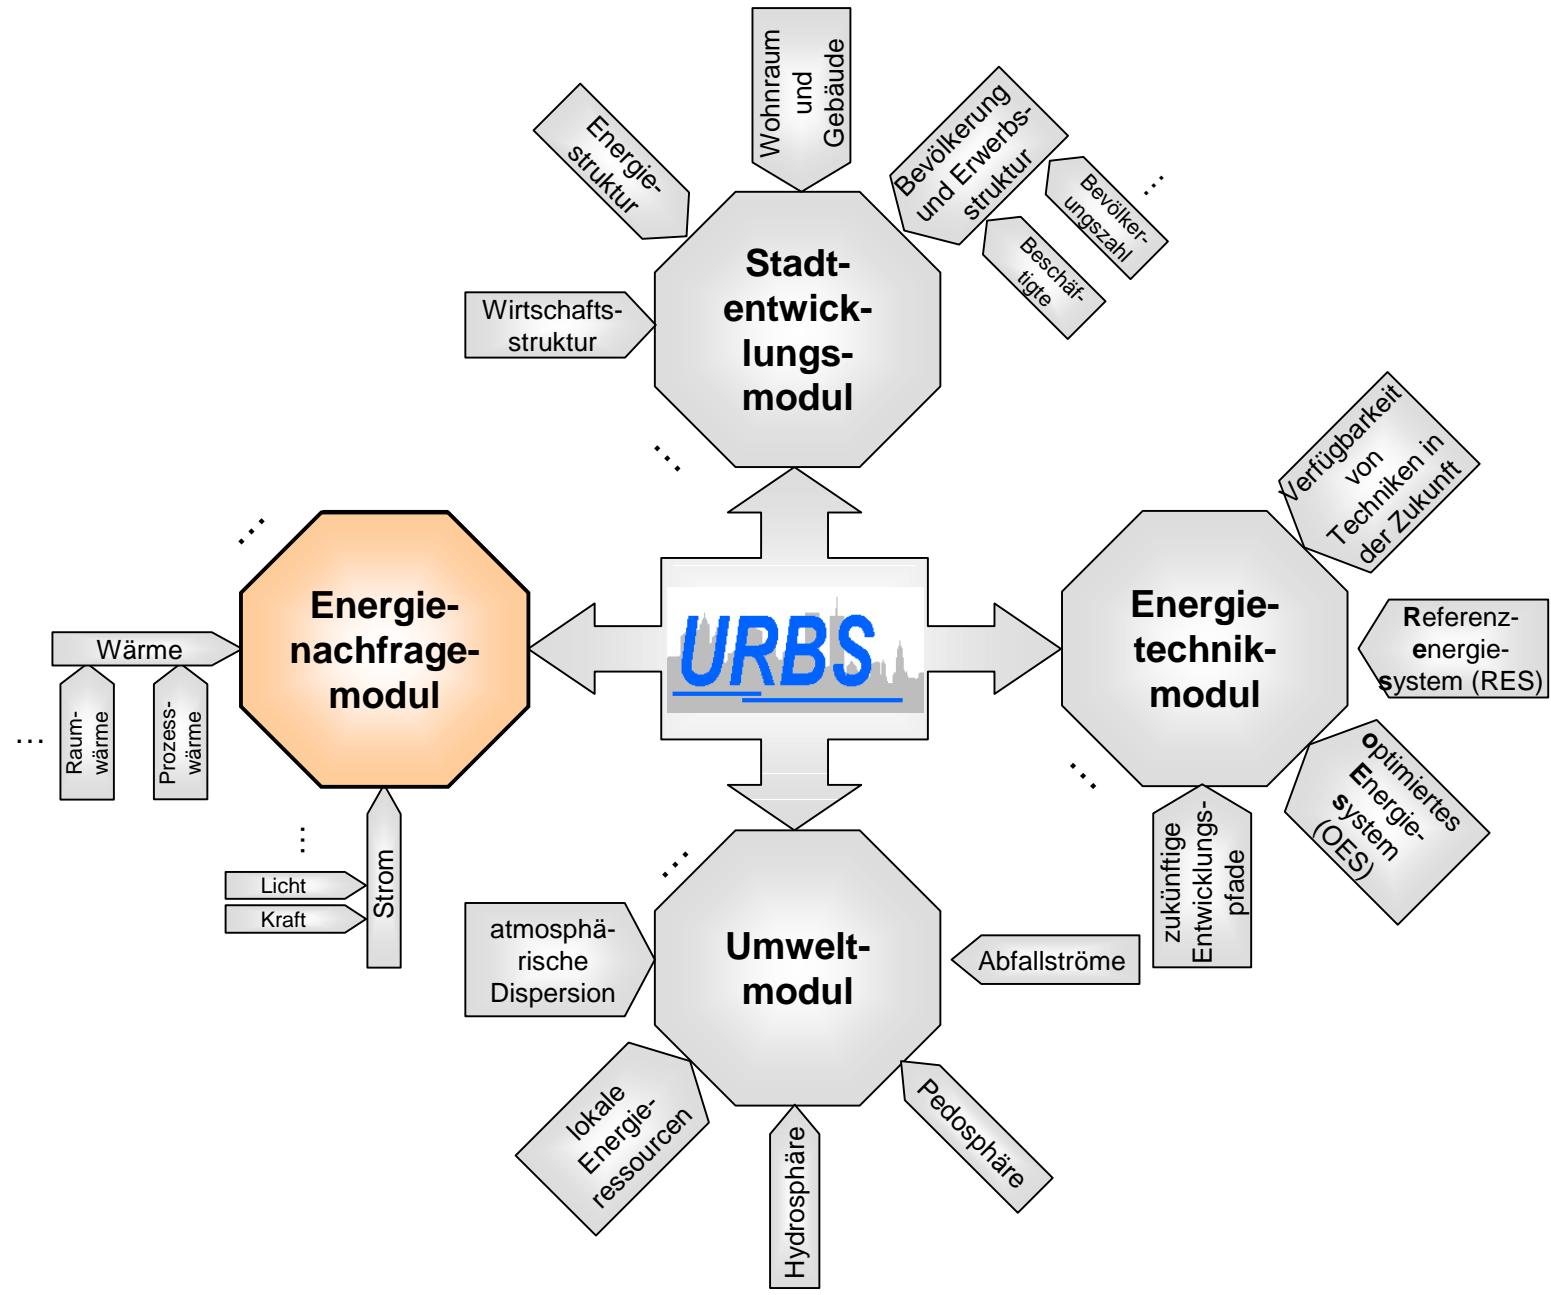 Wohnraum
und
Gebäude
Energie-
struktur
Bevölkerung
und Erwerbs-
struktur
Bevölker-
ungszahl
...
Beschäf-
tigte
Wirtschafts-
struktur
Stadt-
entwick-
lungs-
modul
...
Verfügbarkeit
von
Techniken in
der Zukunft
...
Energie-
nachfrage-
modul
Wärme
Raum-
wärme
Prozess-
wärme
...
...
Licht
Kraft
Strom
URBS
Energie-
technik-
modul
Referenz-
energie-
system (RES)
optimiertes
Energie-
system
(OES)
...
zukünftige
Entwicklungs-
pfade
...
Umwelt-
modul
atmosphä-
rische
Dispersion
Abfallströme
lokale
Energie-
ressourcen
Hydrosphäre
Pedosphäre